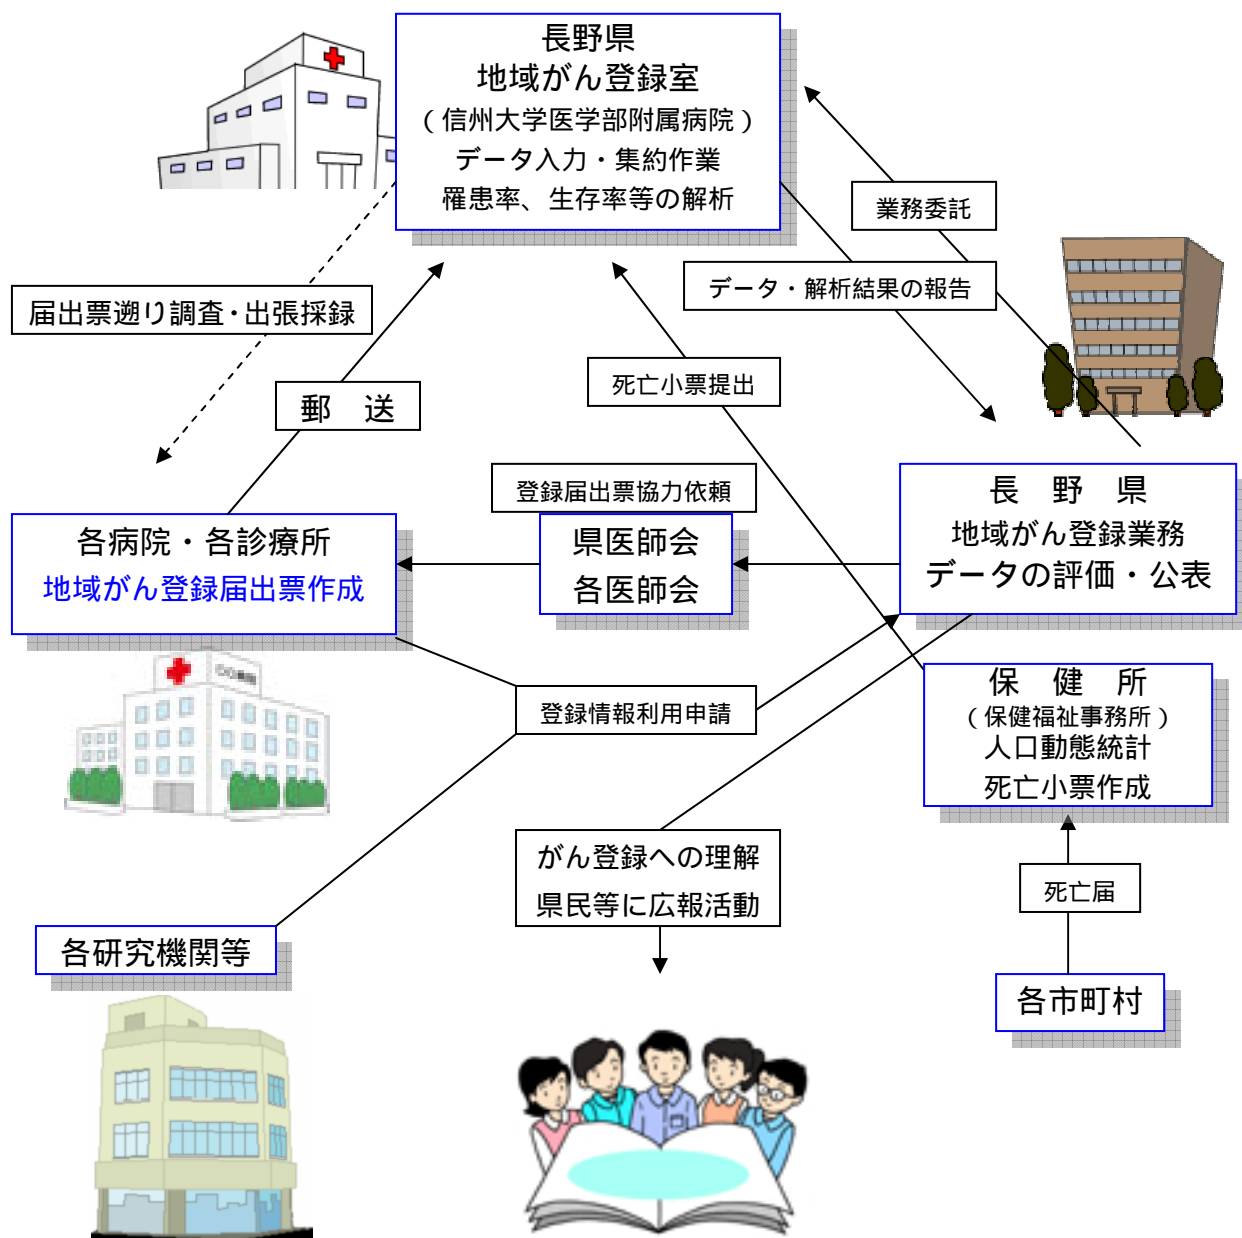 長野県
地域がん登録室
(信州大学医学部附属病院)
データ入力・集約作業
罹患率、生存率等の解析
業務委託
データ・解析結果の報告
届出票遡り調査・出張採録
死亡小票提出
郵 送
登録届出票協力依頼
長 野 県
地域がん登録業務
データの評価・公表
県医師会
各医師会
各病院・各診療所
地域がん登録届出票作成
保 健 所
(保健福祉事務所)
人口動態統計
死亡小票作成
登録情報利用申請
がん登録への理解
県民等に広報活動
死亡届
各研究機関等
各市町村